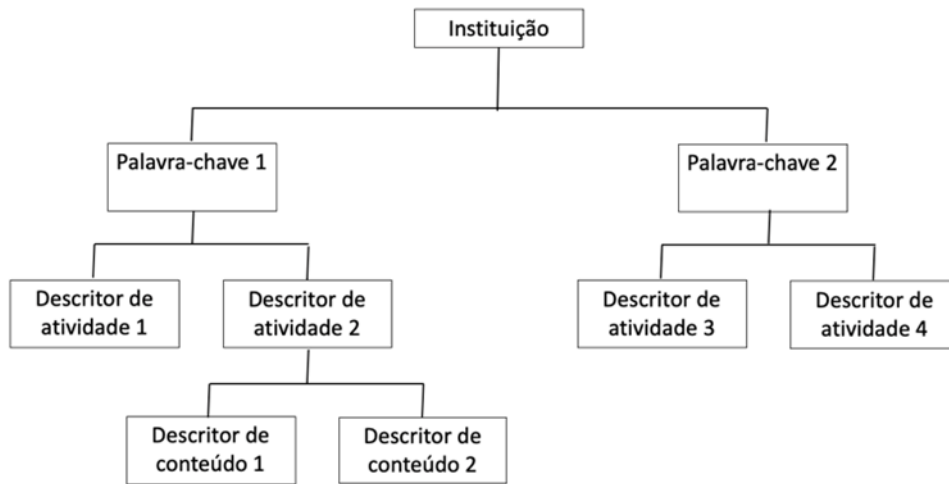 Instituição
Palavra-chave 1
Palavra-chave 2
Descritor de
atividade 1
Descritor de
atividade 2
Descritor de
atividade 3
Descritor de
atividade 4
Descritor de
conteúdo 1
Descritor de
conteúdo 2